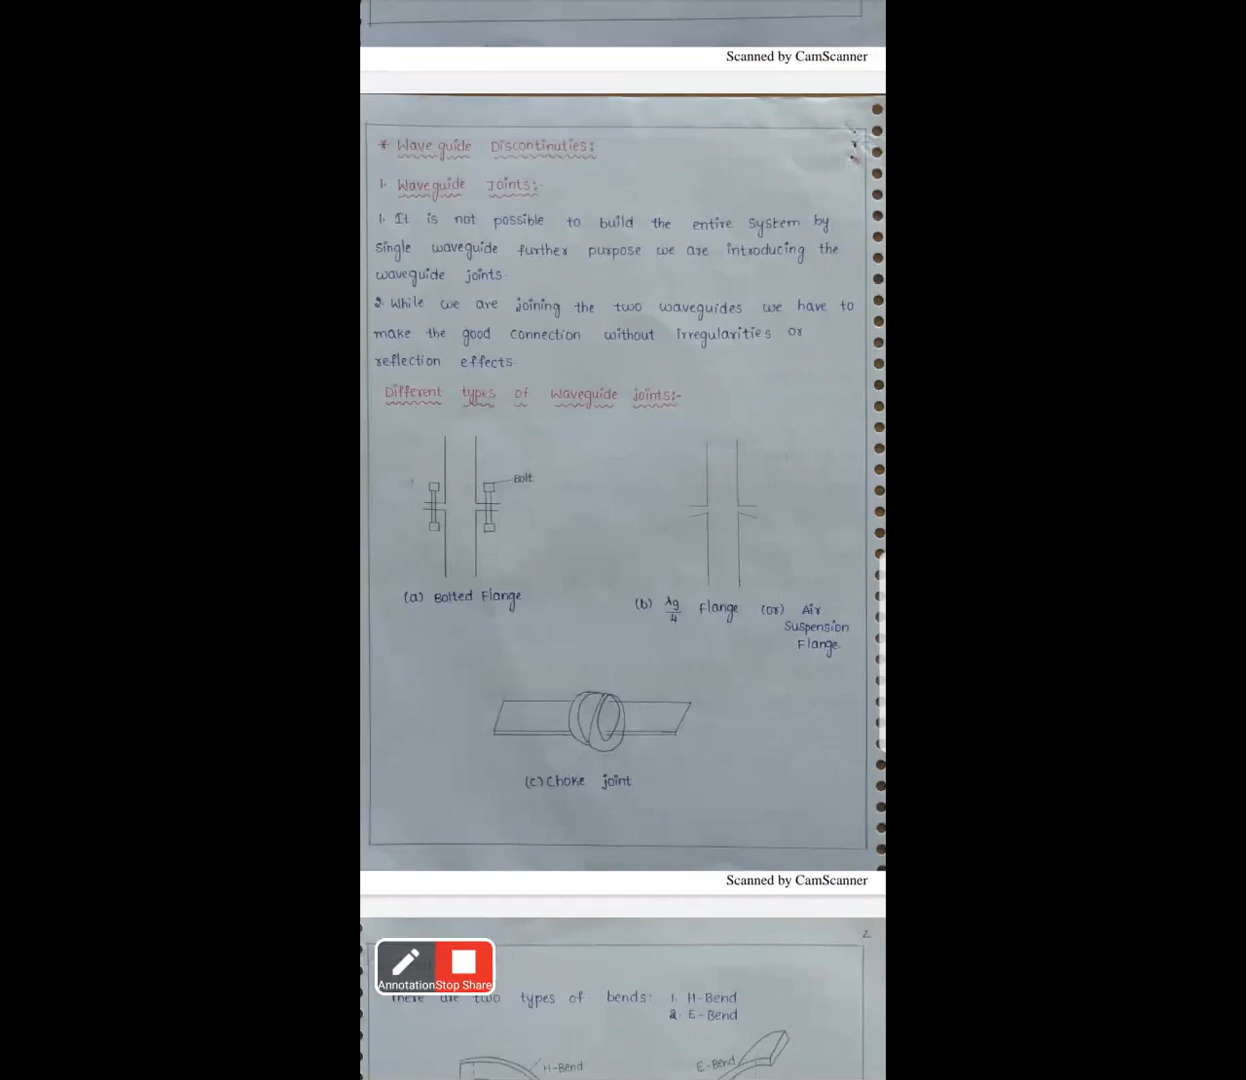 Scanned by CamScanner
* Wave guide Discontinuties:
1. Waveguide Joints:-
1. It is not possible to build the entire system by
single waveguide further purpose we are introducing the
waveguide joints.
2. While we are joining the two waveguides we have to
make the good connection without irregularities or
reflection effects.
Different types of Waveguide joints:-
Bolt
(a) Bolted Flange
(b) λg/4 Flange (or) Air
Suspension
Flange
(c) Choke joint
Scanned by CamScanner
2
Annotation Stop Share
There are two types of bends: 1. H-Bend
2. E-Bend
H-Bend
E-Bend